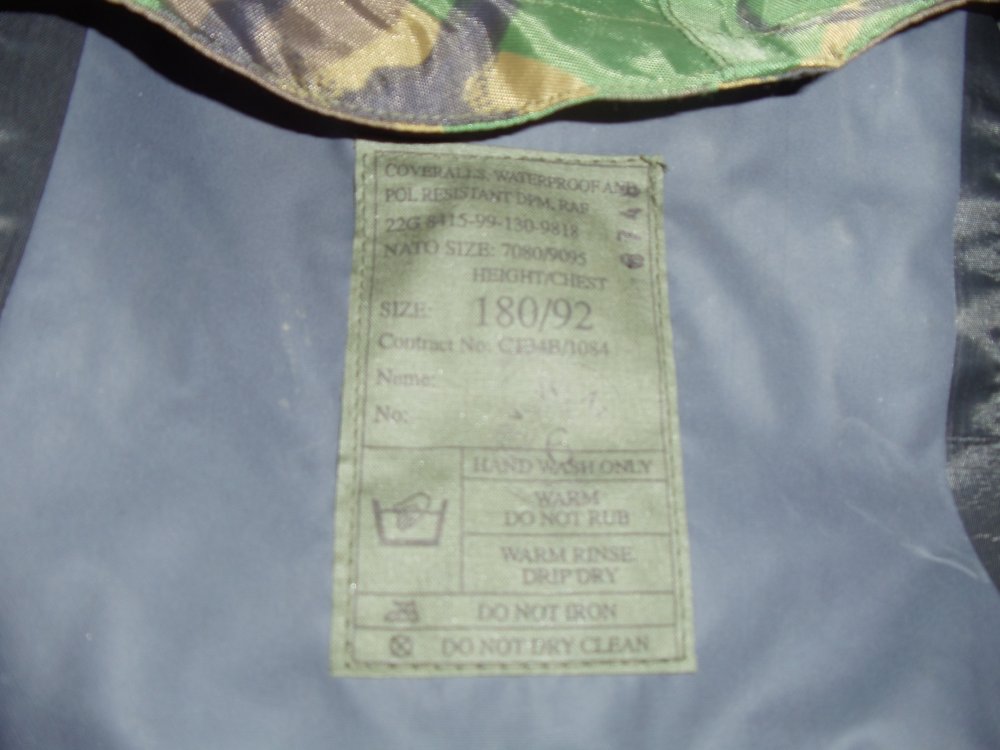 COVERALLS, WATERPROOF AND
POL RESISTANT DPM, RAF
22G 8415-99-130-9818
NATO SIZE: 7080/9095
HEIGHT/CHEST
SIZE: 180/92
Contract No: CT34B/1084
Name:
No:
HAND WASH ONLY
WARM
DO NOT RUB
WARM RINSE
DRIP DRY
DO NOT IRON
DO NOT DRY CLEAN